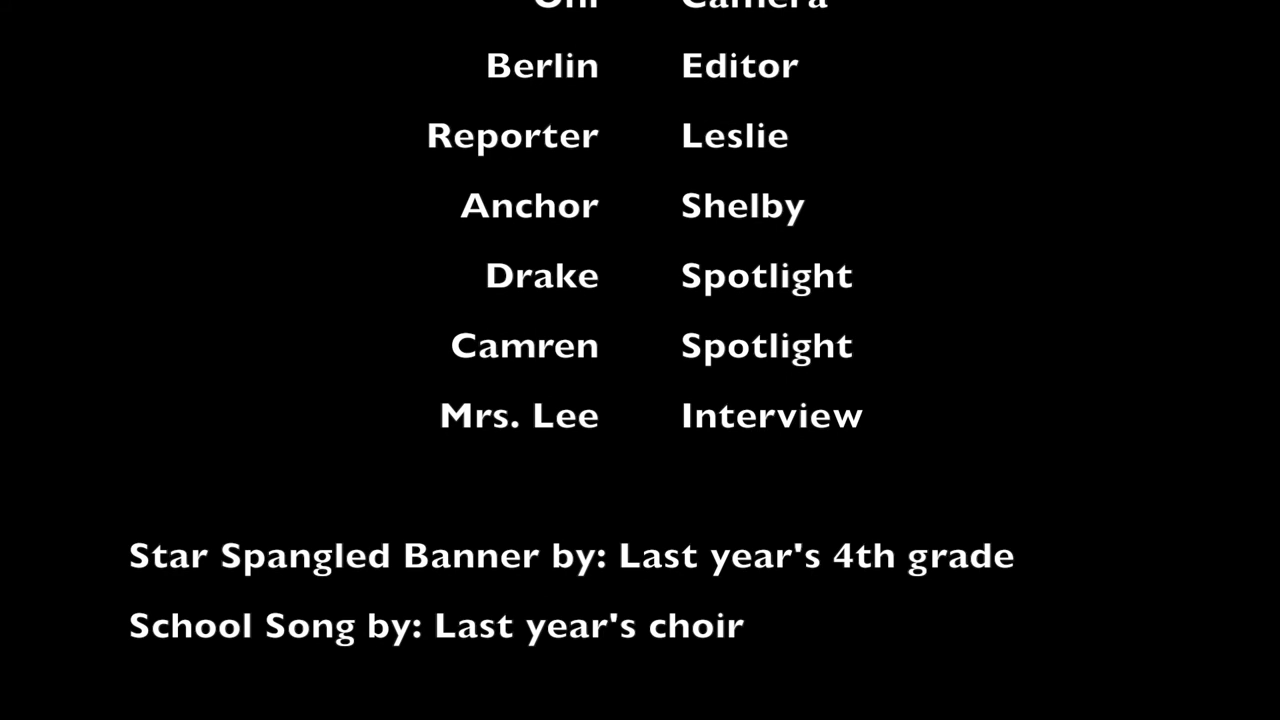 Camera
Berlin Editor
Reporter Leslie
Anchor Shelby
Drake Spotlight
Camren Spotlight
Mrs. Lee Interview
Star Spangled Banner by: Last year's 4th grade
School Song by: Last year's choir